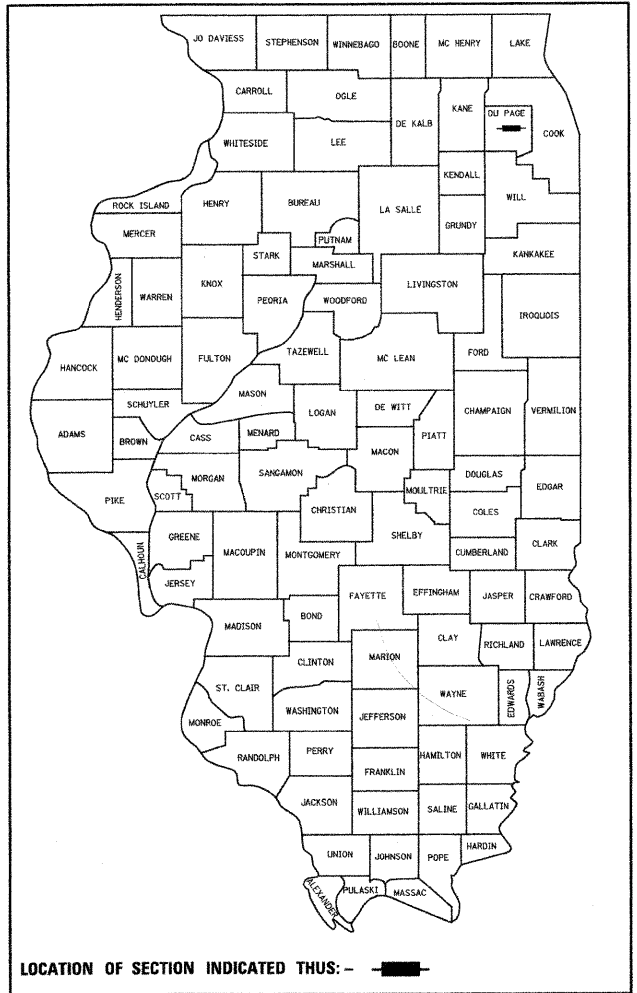 JO DAVIESS STEPHENSON WINNEBAGO BOONE MC HENRY LAKE
CARROLL OGLE DE KALB KANE DU PAGE COOK
WHITESIDE LEE KENDALL WILL
ROCK ISLAND HENRY BUREAU LA SALLE GRUNDY
MERCER PUTNAM KANKAKEE
STARK MARSHALL
HENDERSON WARREN KNOX PEORIA WOODFORD LIVINGSTON IROQUOIS
HANCOCK MC DONOUGH FULTON TAZEWELL MC LEAN FORD
MASON
SCHUYLER LOGAN DE WITT CHAMPAIGN VERMILION
ADAMS BROWN CASS MENARD PIATT
MACON
MORGAN SANGAMON DOUGLAS
PIKE SCOTT MOULTRIE EDGAR
CHRISTIAN COLES
GREENE SHELBY
CALHOUN MACOUPIN MONTGOMERY CUMBERLAND CLARK
JERSEY
FAYETTE EFFINGHAM JASPER CRAWFORD
MADISON BOND
CLAY RICHLAND LAWRENCE
CLINTON MARION
ST. CLAIR WAYNE EDWARDS WABASH
WASHINGTON JEFFERSON
MONROE
RANDOLPH PERRY HAMILTON WHITE
FRANKLIN
JACKSON WILLIAMSON SALINE GALLATIN
UNION JOHNSON POPE HARDIN
ALEXANDER PULASKI MASSAC
LOCATION OF SECTION INDICATED THUS: –